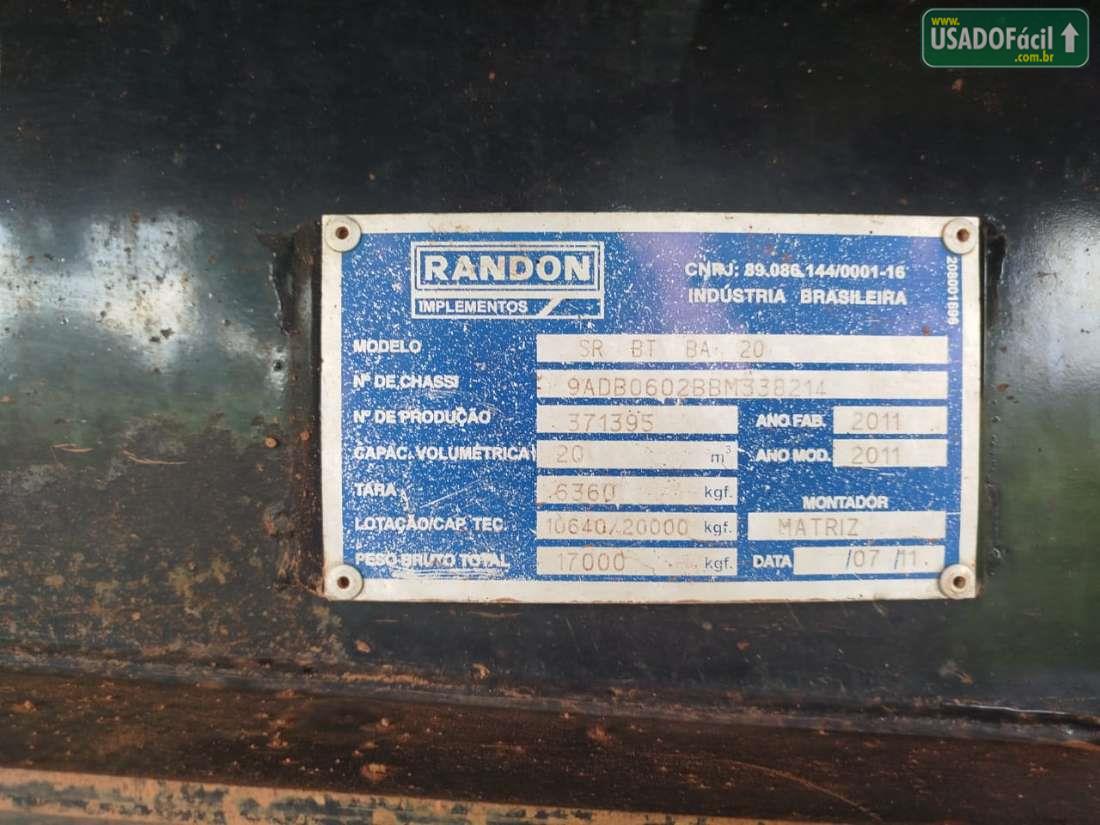 www.
USADOFácil
.com.br
RANDON
IMPLEMENTOS
CNPJ: 89.086.144/0001-16
INDÚSTRIA BRASILEIRA
MODELO SR BT BA 20
Nº DE CHASSI 9ADB0602BBM338214
Nº DE PRODUÇÃO 371395 ANO FAB. 2011
CAPAC. VOLUMÉTRICA 20 m³ ANO MOD. 2011
TARA 6360 kgf.
MONTADOR
LOTAÇÃO/CAP. TEC. 10640/20000 kgf. MATRIZ
PESO BRUTO TOTAL 17000 kgf. DATA /07 /11